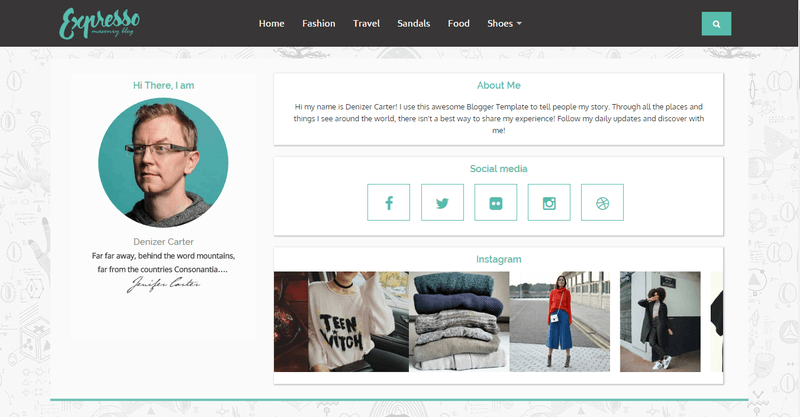 Expresso
masonry blog
Home Fashion Travel Sandals Food Shoes
Hi There, I am
Denizer Carter
Far far away, behind the word mountains,
far from the countries Consonantia....
Jenifer Carter
About Me
Hi my name is Denizer Carter! I use this awesome Blogger Template to tell people my story. Through all the places and
things I see around the world, there isn't a best way to share my experience! Follow my daily updates and discover with
me!
Social media
Instagram
TEEN
WITCH